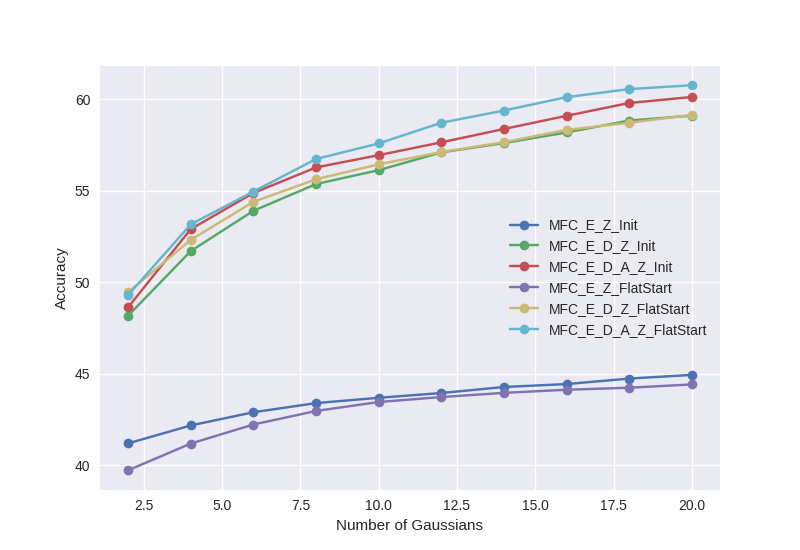 60
55
50
45
40
Accuracy
MFC_E_Z_Init
MFC_E_D_Z_Init
MFC_E_D_A_Z_Init
MFC_E_Z_FlatStart
MFC_E_D_Z_FlatStart
MFC_E_D_A_Z_FlatStart
2.5 5.0 7.5 10.0 12.5 15.0 17.5 20.0
Number of Gaussians